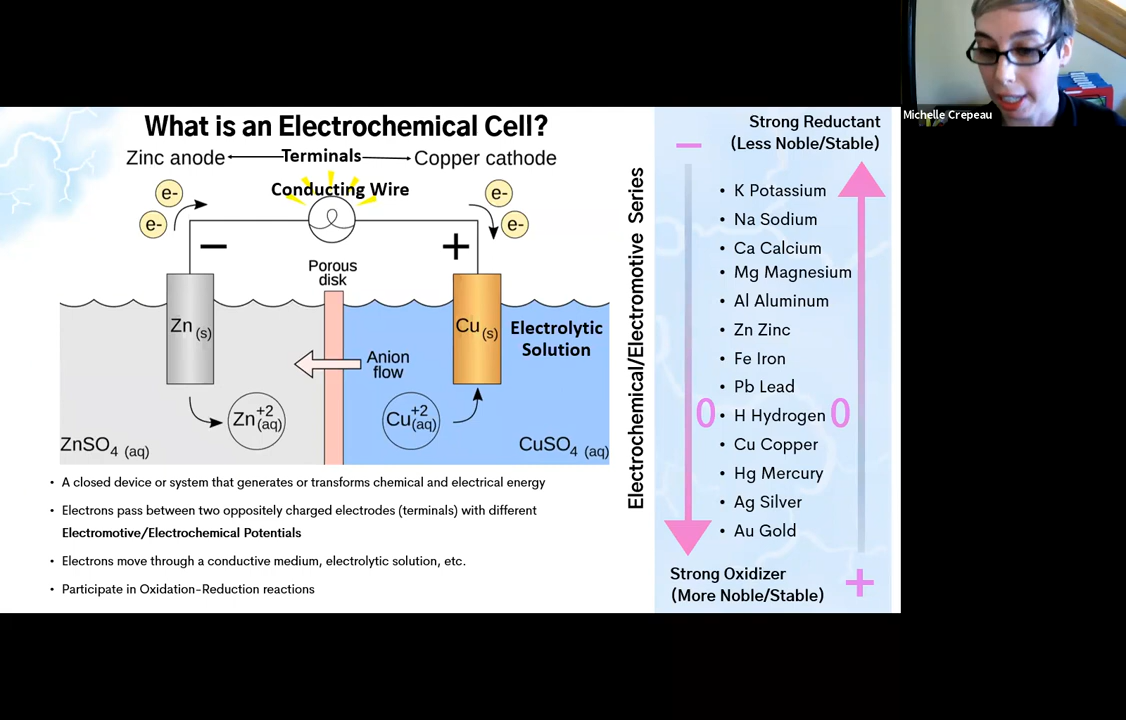 Michelle Crepeau
What is an Electrochemical Cell?
Zinc anode
Terminals
Copper cathode
Conducting Wire
e-
e-
e-
e-
−
+
Porous
disk
Zn (s)
Cu (s)
Electrolytic
Solution
Anion
flow
Zn+2 (aq)
Cu+2 (aq)
ZnSO4 (aq)
CuSO4 (aq)
• A closed device or system that generates or transforms chemical and electrical energy
• Electrons pass between two oppositely charged electrodes (terminals) with different
Electromotive/Electrochemical Potentials
• Electrons move through a conductive medium, electrolytic solution, etc.
• Participate in Oxidation-Reduction reactions
Electrochemical/Electromotive Series
−
Strong Reductant
(Less Noble/Stable)
• K Potassium
• Na Sodium
• Ca Calcium
• Mg Magnesium
• Al Aluminum
• Zn Zinc
• Fe Iron
• Pb Lead
0 • H Hydrogen 0
• Cu Copper
• Hg Mercury
• Ag Silver
• Au Gold
Strong Oxidizer
(More Noble/Stable)
+